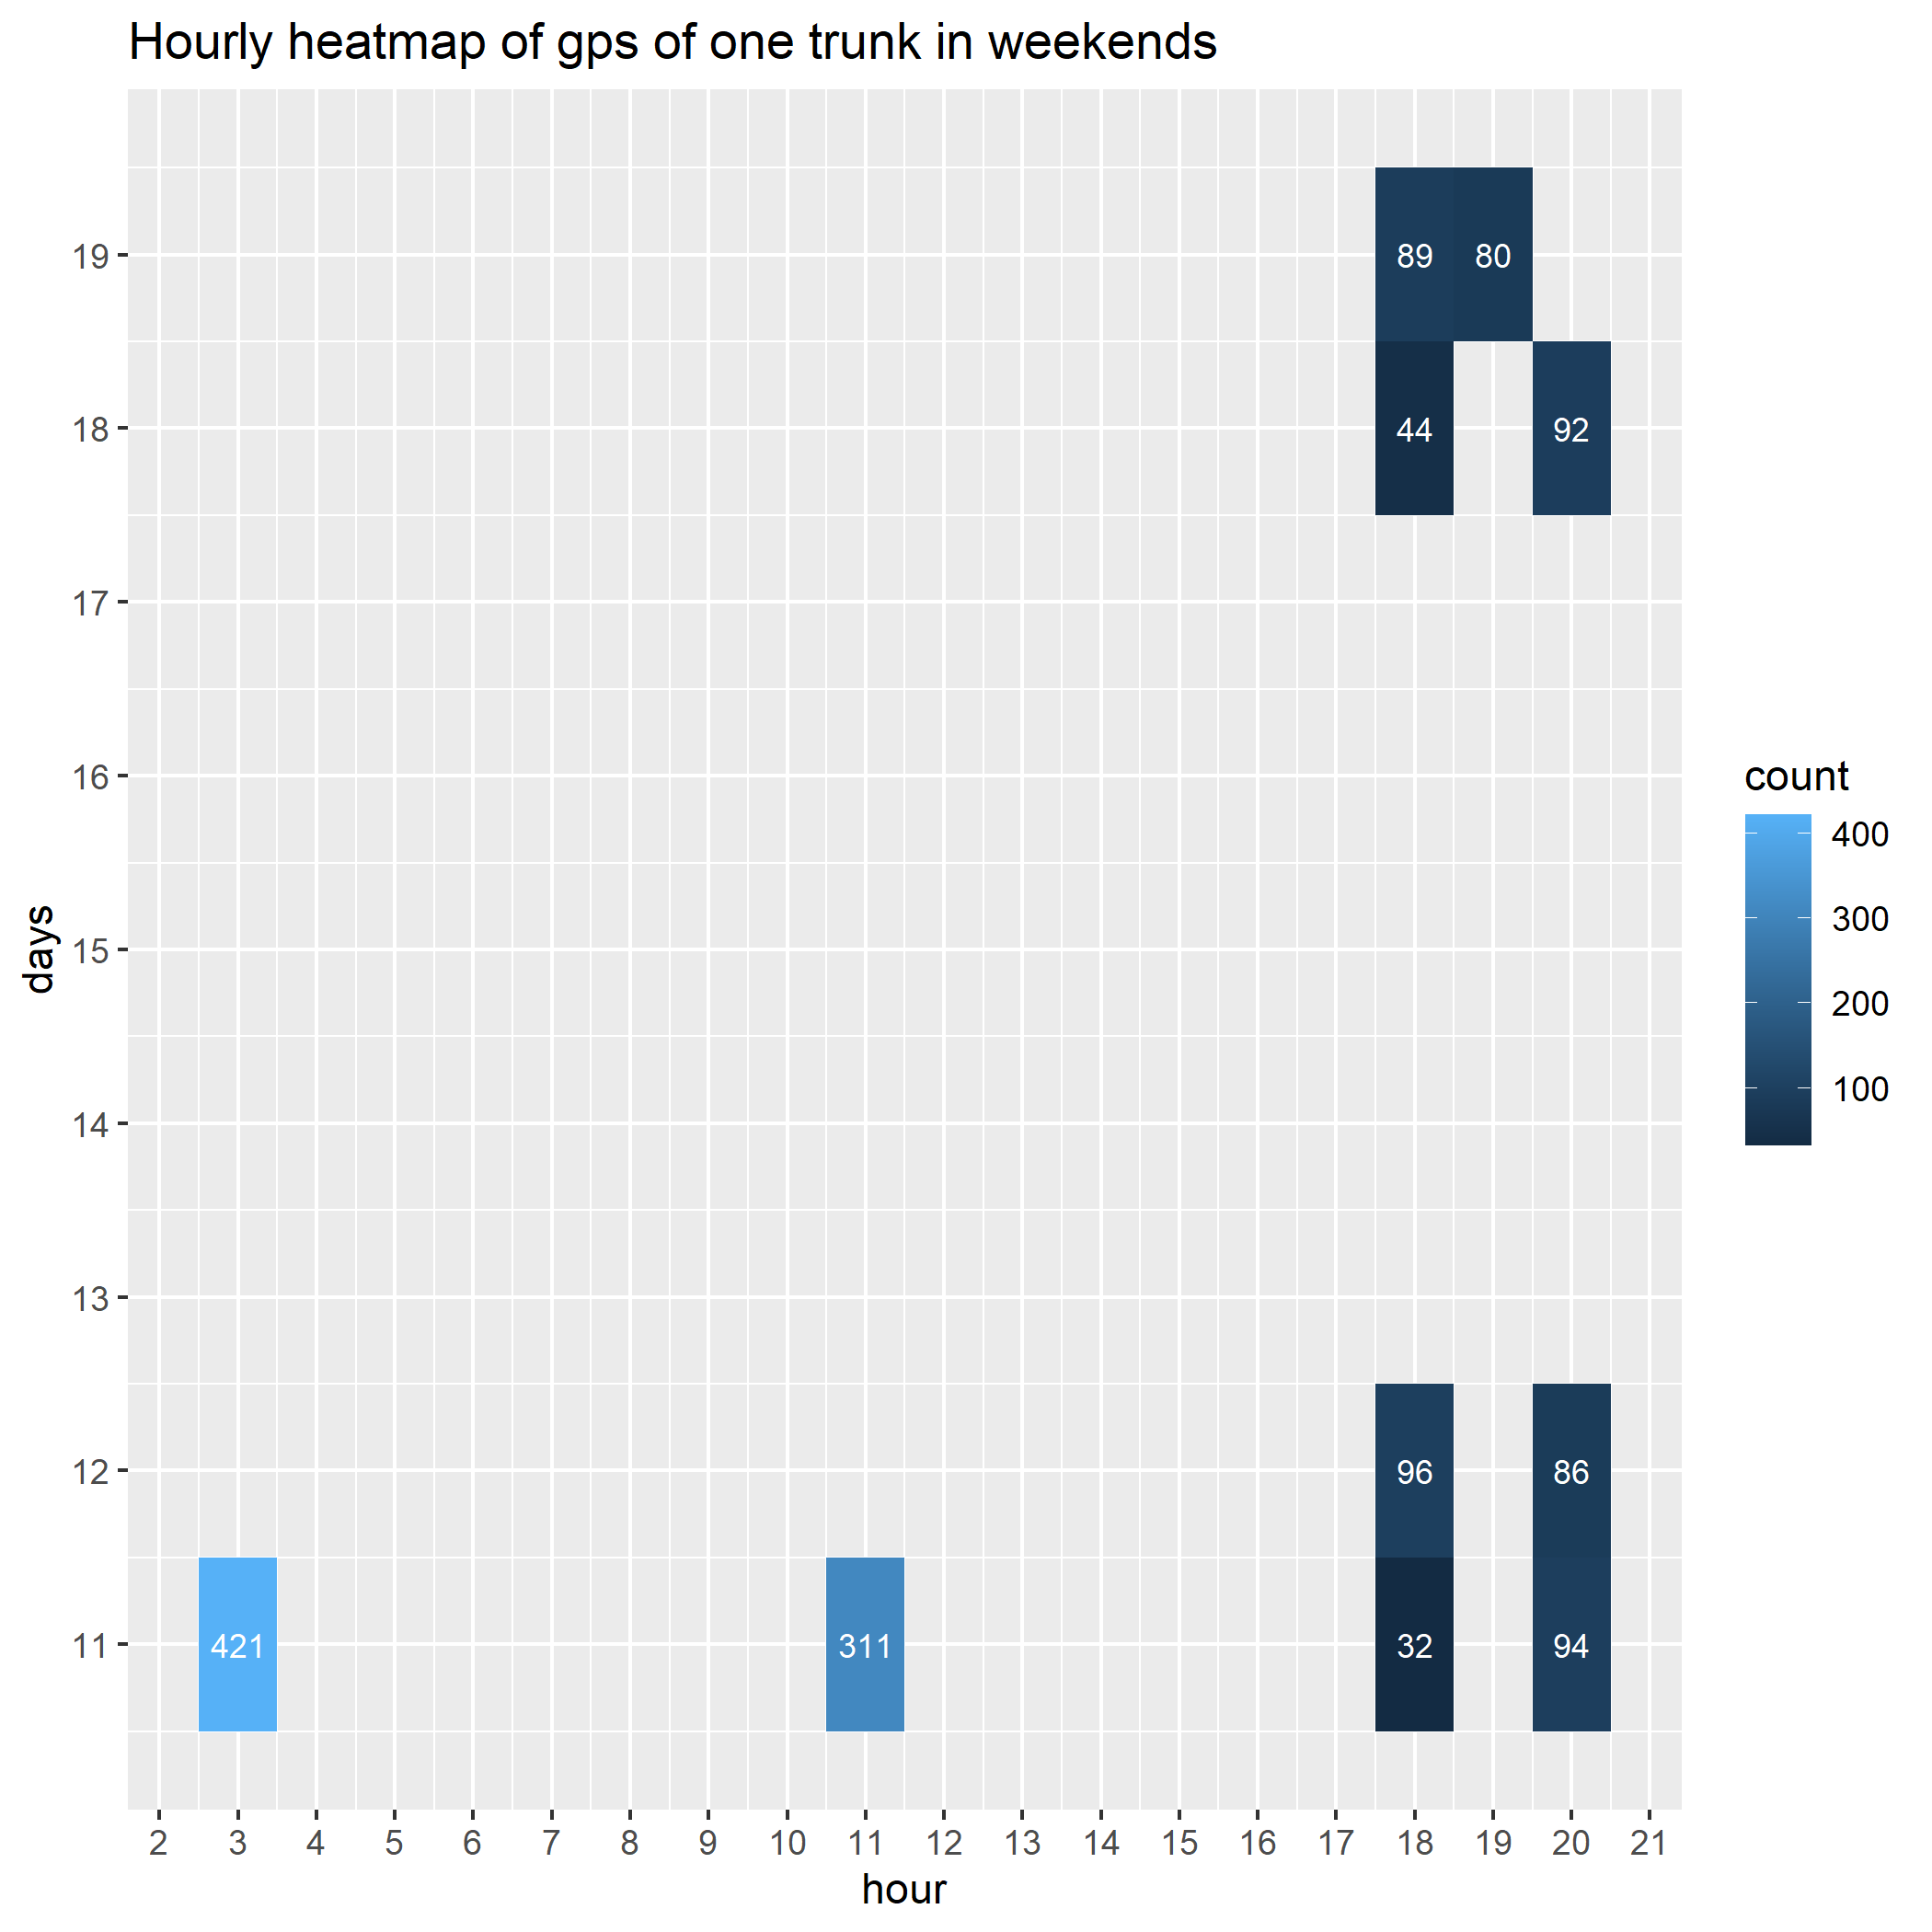 Hourly heatmap of gps of one trunk in weekends
19
18
17
16
15
14
13
12
11
days
89 80
44 92
96 86
421 311 32 94
2 3 4 5 6 7 8 9 10 11 12 13 14 15 16 17 18 19 20 21
hour
count
400
300
200
100